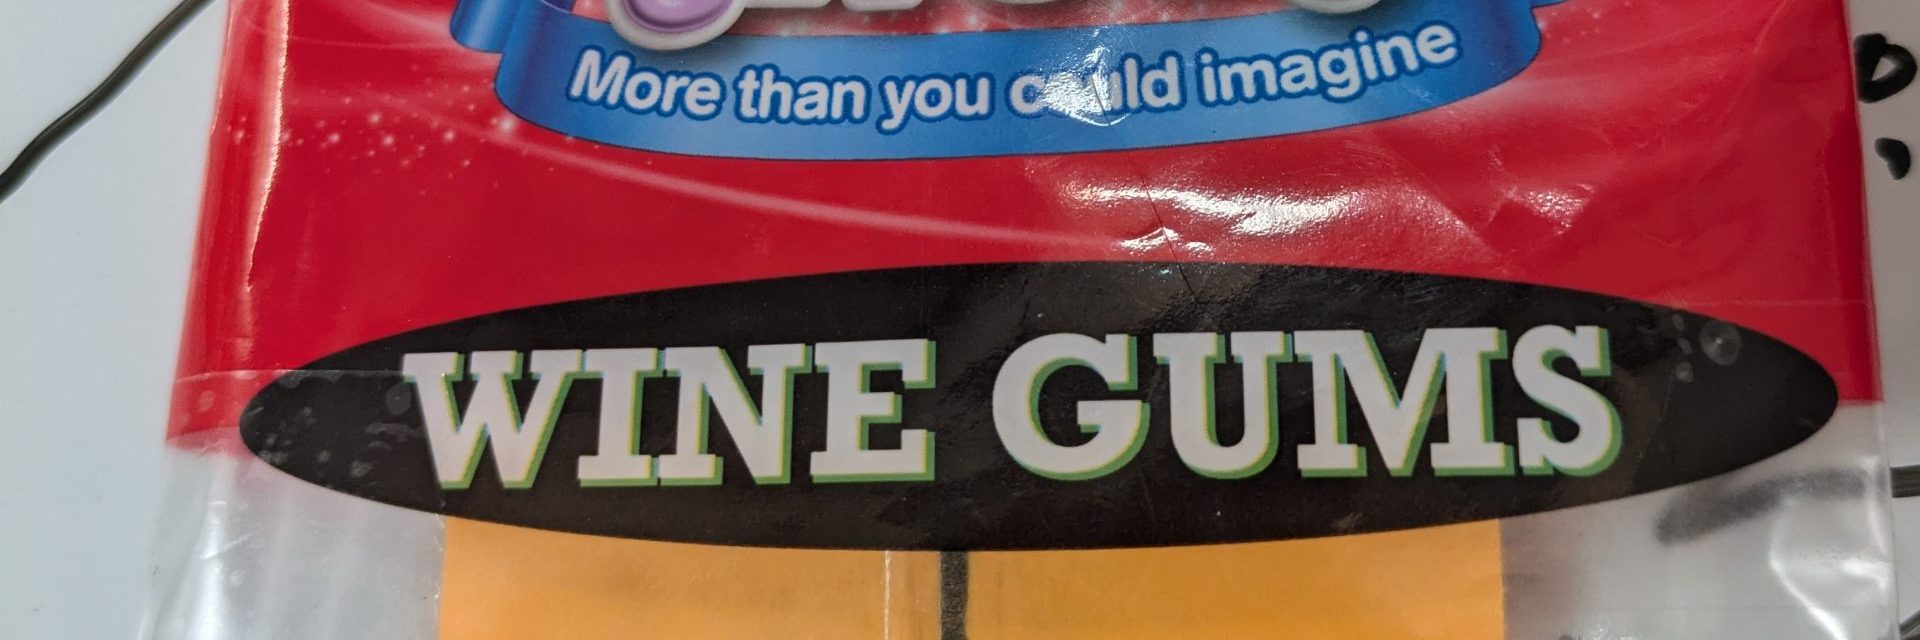 More than you could imagine
WINE GUMS